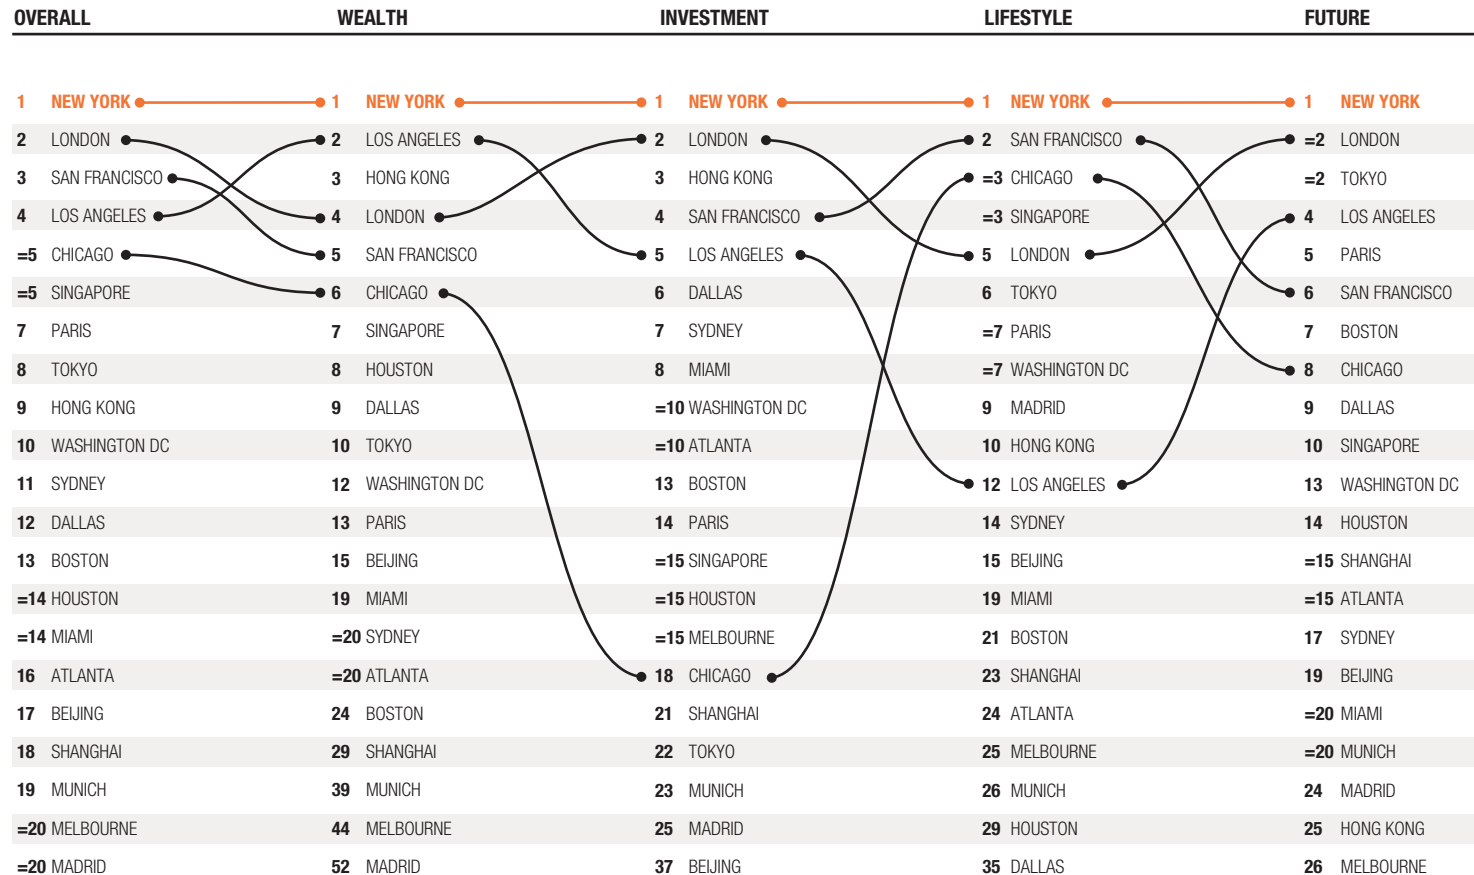 OVERALL WEALTH INVESTMENT LIFESTYLE FUTURE
1 NEW YORK 1 NEW YORK 1 NEW YORK 1 NEW YORK 1 NEW YORK
2 LONDON 2 LOS ANGELES 2 LONDON 2 SAN FRANCISCO =2 LONDON
3 SAN FRANCISCO 3 HONG KONG 3 HONG KONG =3 CHICAGO =2 TOKYO
4 LOS ANGELES 4 LONDON 4 SAN FRANCISCO =3 SINGAPORE 4 LOS ANGELES
=5 CHICAGO 5 SAN FRANCISCO 5 LOS ANGELES 5 LONDON 5 PARIS
=5 SINGAPORE 6 CHICAGO 6 DALLAS 6 TOKYO 6 SAN FRANCISCO
7 PARIS 7 SINGAPORE 7 SYDNEY =7 PARIS 7 BOSTON
8 TOKYO 8 HOUSTON 8 MIAMI =7 WASHINGTON DC 8 CHICAGO
9 HONG KONG 9 DALLAS =10 WASHINGTON DC 9 MADRID 9 DALLAS
10 WASHINGTON DC 10 TOKYO =10 ATLANTA 10 HONG KONG 10 SINGAPORE
11 SYDNEY 12 WASHINGTON DC 13 BOSTON 12 LOS ANGELES 13 WASHINGTON DC
12 DALLAS 13 PARIS 14 PARIS 14 SYDNEY 14 HOUSTON
13 BOSTON 15 BEIJING =15 SINGAPORE 15 BEIJING =15 SHANGHAI
=14 HOUSTON 19 MIAMI =15 HOUSTON 19 MIAMI =15 ATLANTA
=14 MIAMI =20 SYDNEY =15 MELBOURNE 21 BOSTON 17 SYDNEY
16 ATLANTA =20 ATLANTA 18 CHICAGO 23 SHANGHAI 19 BEIJING
17 BEIJING 24 BOSTON 21 SHANGHAI 24 ATLANTA =20 MIAMI
18 SHANGHAI 29 SHANGHAI 22 TOKYO 25 MELBOURNE =20 MUNICH
19 MUNICH 39 MUNICH 23 MUNICH 26 MUNICH 24 MADRID
=20 MELBOURNE 44 MELBOURNE 25 MADRID 29 HOUSTON 25 HONG KONG
=20 MADRID 52 MADRID 37 BEIJING 35 DALLAS 26 MELBOURNE